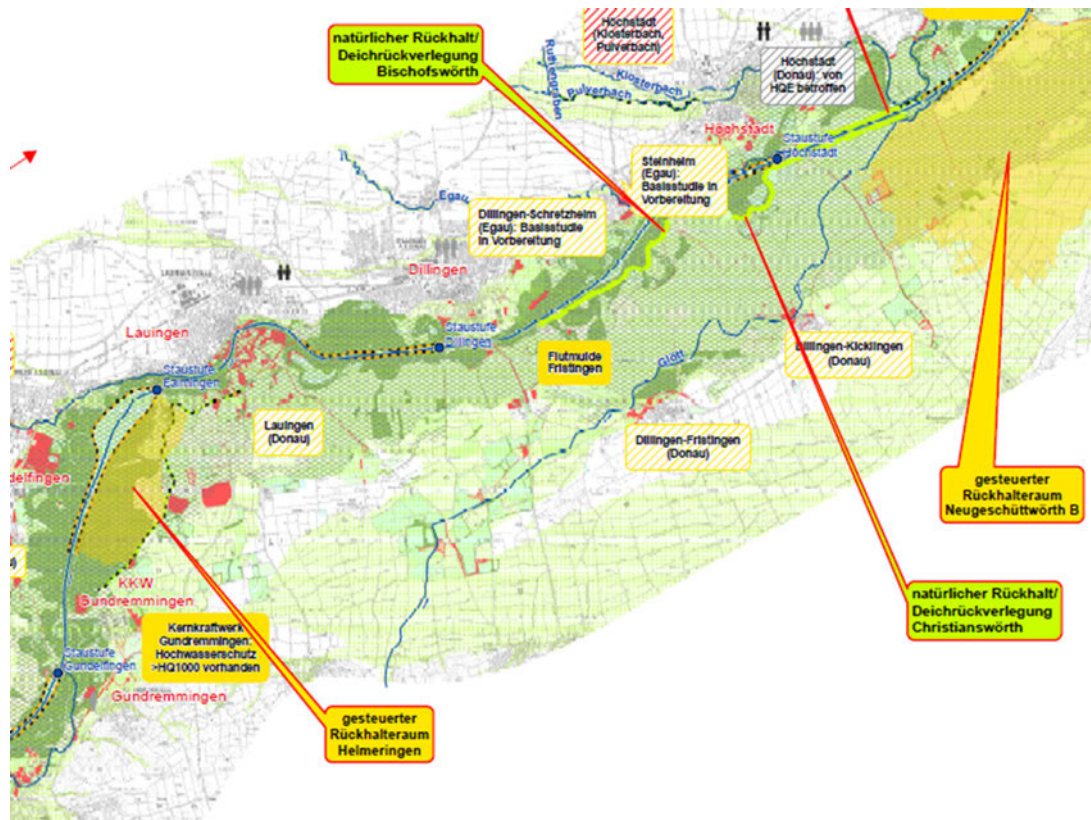 natürlicher Rückhalt/
Deichrückverlegung
Bischofswörth
Höchstädt
(Klosterbach,
Pulverbach)
Ruthengraben
Klosterbach
Pulverbach
Höchstädt
(Donau): von
HQE betroffen
Höchstädt
Staustufe
Höchstädt
Steinheim
(Egau):
Basisstudie in
Vorbereitung
Egau
Dillingen-Schretzheim
(Egau): Basisstudie
in Vorbereitung
Dillingen
Lauingen
Staustufe
Dillingen
Staustufe
Faimingen
Flutmulde
Fristingen
Glött
Dillingen-Kicklingen
(Donau)
Lauingen
(Donau)
Dillingen-Fristingen
(Donau)
delfingen
gesteuerter
Rückhalteraum
Neugeschüttwörth B
KKW
Gundremmingen
natürlicher Rückhalt/
Deichrückverlegung
Christianswörth
Kernkraftwerk
Gundremmingen:
Hochwasserschutz
>HQ1000 vorhanden
Staustufe
Gundelfingen
Gundremmingen
gesteuerter
Rückhalteraum
Helmeringen